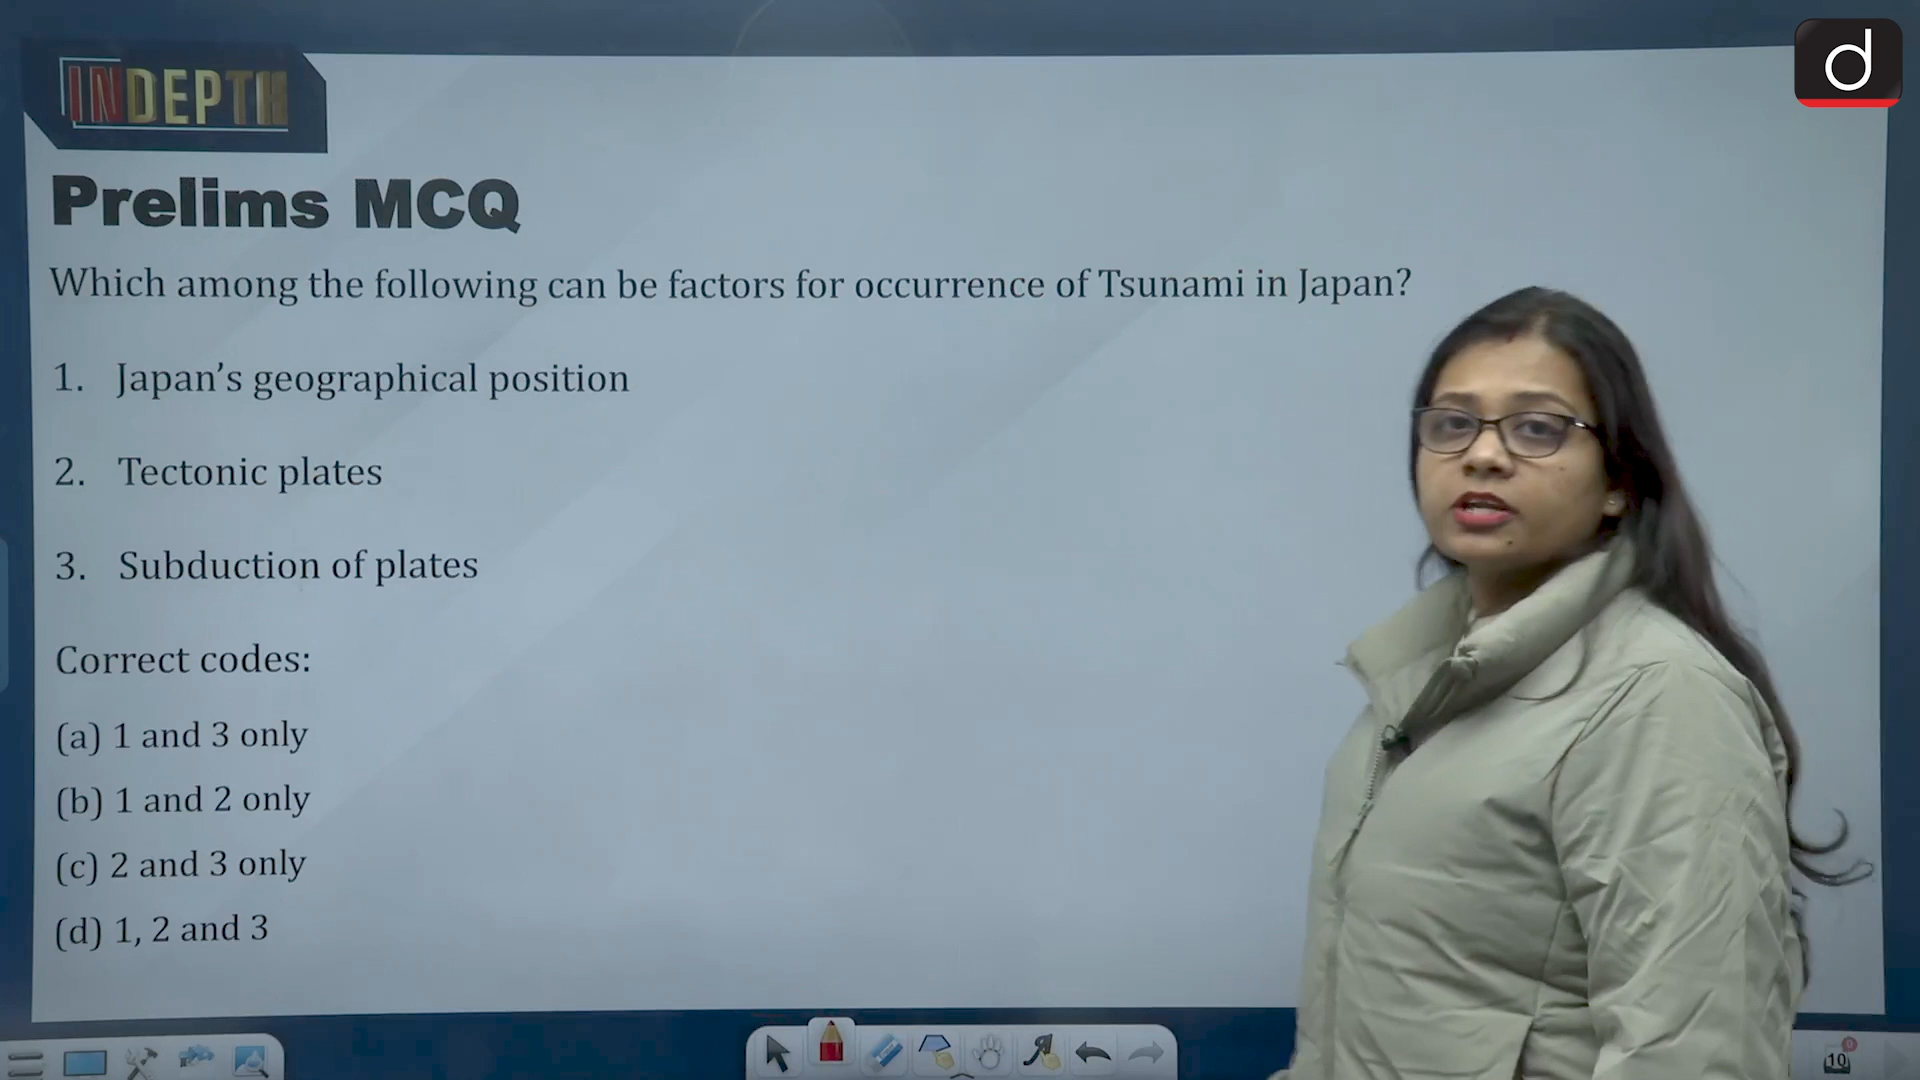 INDEPTH
d
Prelims MCQ
Which among the following can be factors for occurrence of Tsunami in Japan?
1. Japan’s geographical position
2. Tectonic plates
3. Subduction of plates
Correct codes:
(a) 1 and 3 only
(b) 1 and 2 only
(c) 2 and 3 only
(d) 1, 2 and 3
10